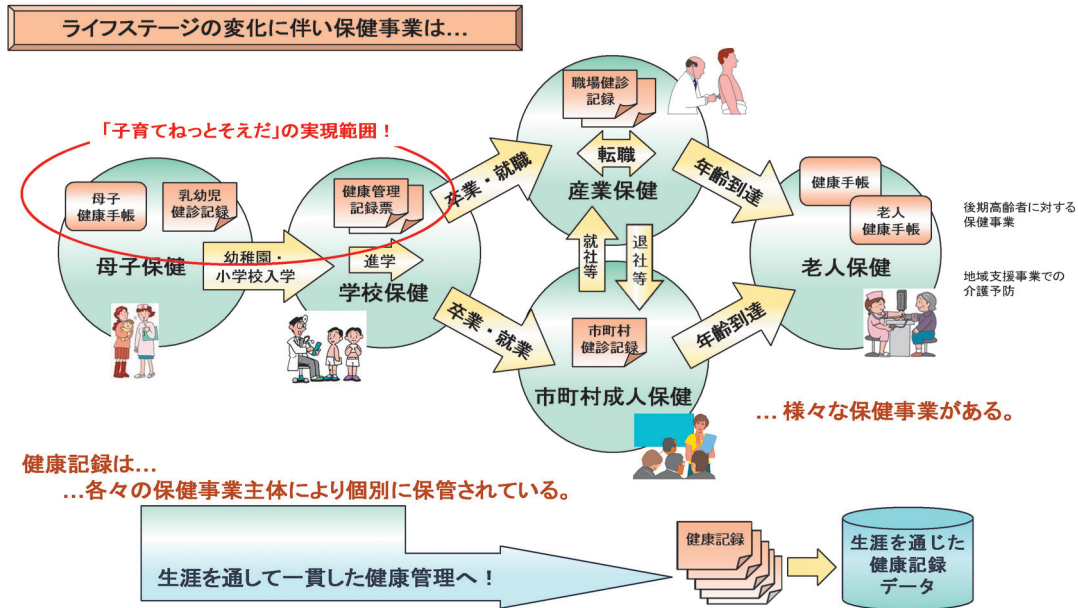 ライフステージの変化に伴い保健事業は…
「子育てねっとそえだ」の実現範囲！
母子
健康手帳
乳幼児
健診記録
母子保健
幼稚園・
小学校入学
健康管理
記録票
進学
学校保健
卒業・就職
卒業・就業
職場健診
記録
転職
産業保健
就社等
退社等
市町村
健診記録
市町村成人保健
年齢到達
年齢到達
健康手帳
老人
健康手帳
老人保健
後期高齢者に対する
保健事業
地域支援事業での
介護予防
…様々な保健事業がある。
健康記録は…
…各々の保健事業主体により個別に保管されている。
生涯を通して一貫した健康管理へ！
健康記録
生涯を通じた
健康記録
データ